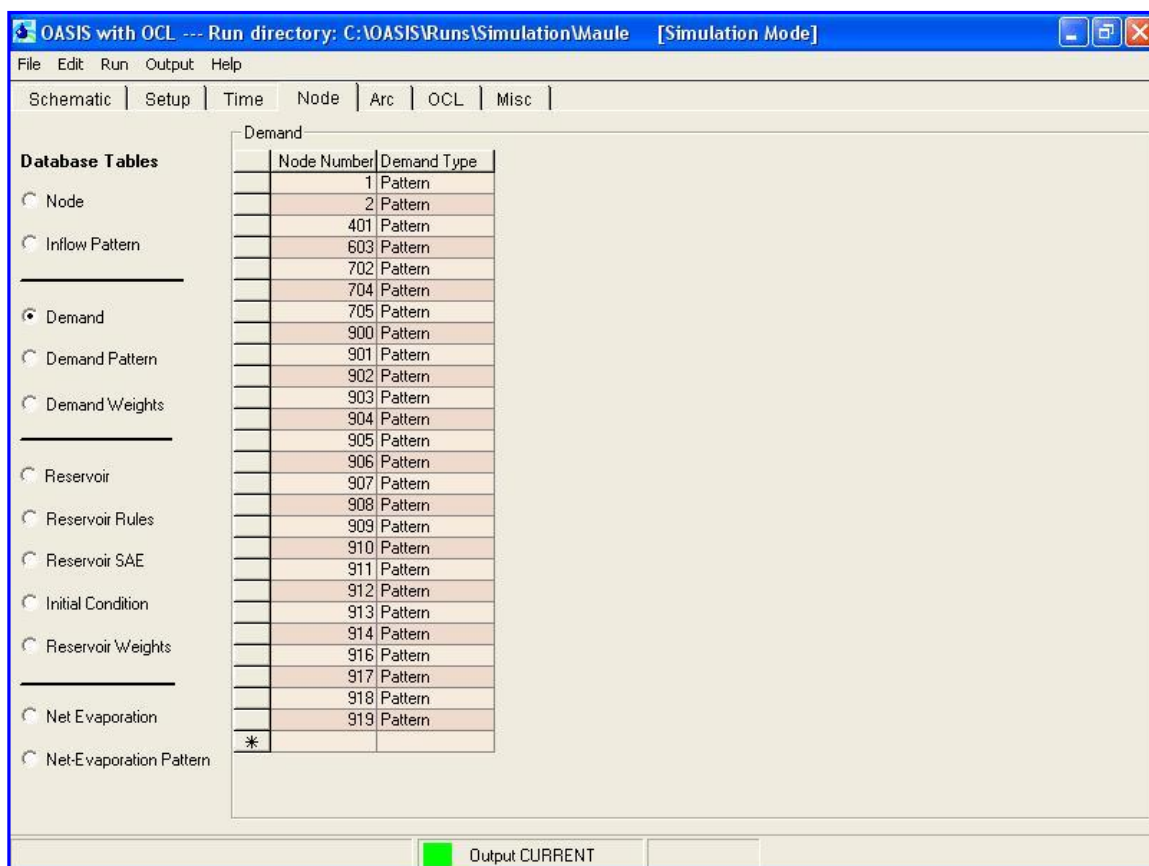 OASIS with OCL --- Run directory: C:\OASIS\Runs\Simulation\Maule [Simulation Mode]
File Edit Run Output Help
Schematic Setup Time Node Arc OCL Misc
Database Tables
Node
Inflow Pattern
Demand
Demand Pattern
Demand Weights
Reservoir
Reservoir Rules
Reservoir SAE
Initial Condition
Reservoir Weights
Net Evaporation
Net-Evaporation Pattern
Demand
Node Number Demand Type
1 Pattern
2 Pattern
401 Pattern
603 Pattern
702 Pattern
704 Pattern
705 Pattern
900 Pattern
901 Pattern
902 Pattern
903 Pattern
904 Pattern
905 Pattern
906 Pattern
907 Pattern
908 Pattern
909 Pattern
910 Pattern
911 Pattern
912 Pattern
913 Pattern
914 Pattern
916 Pattern
917 Pattern
918 Pattern
919 Pattern
*
Output CURRENT